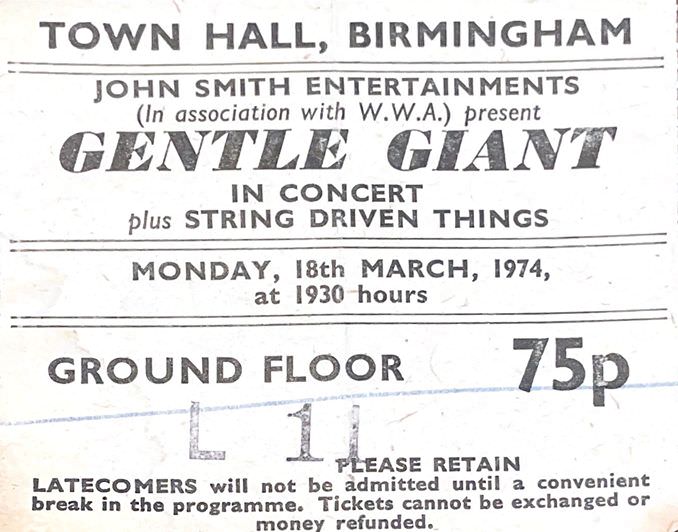 TOWN HALL, BIRMINGHAM
JOHN SMITH ENTERTAINMENTS
(In association with W.W.A.) present
GENTLE GIANT
IN CONCERT
plus STRING DRIVEN THINGS
MONDAY, 18th MARCH, 1974,
at 1930 hours
GROUND FLOOR 75p
L 11
PLEASE RETAIN
LATECOMERS will not be admitted until a convenient
break in the programme. Tickets cannot be exchanged or
money refunded.